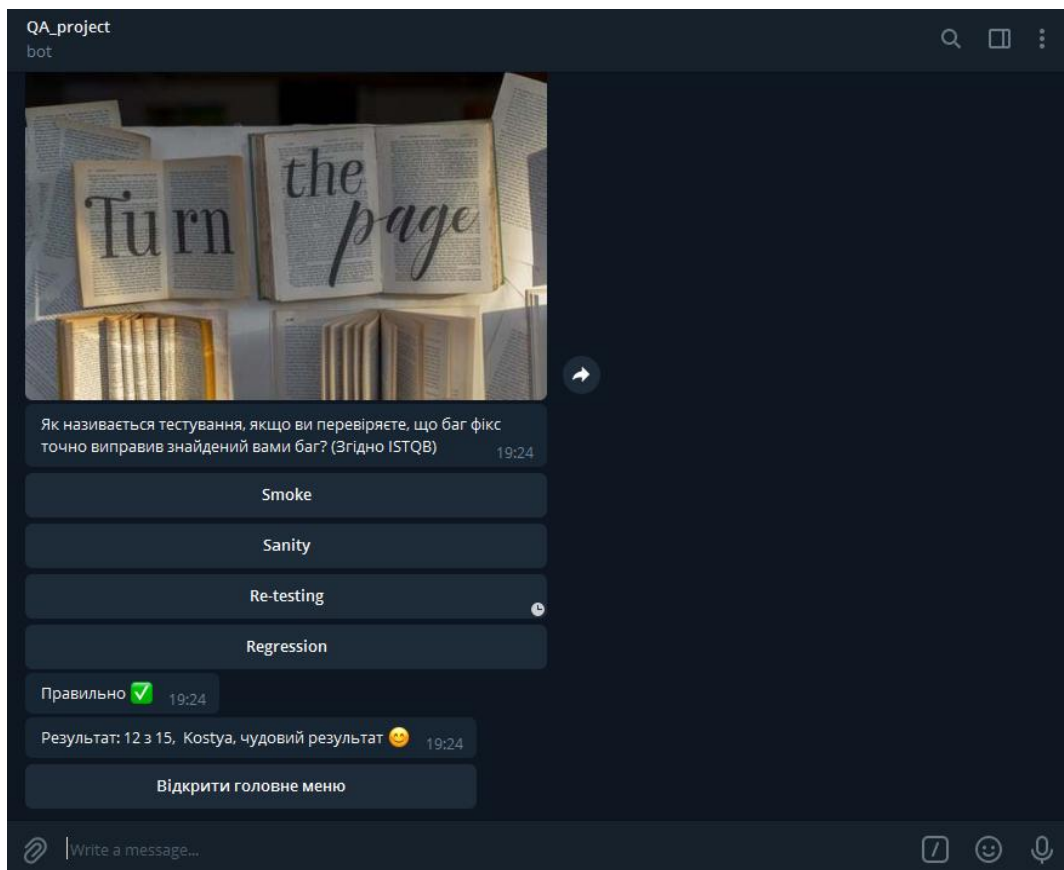 QA_project
bot
Turn
the
page
Як називається тестування, якщо ви перевіряєте, що баг фікс
точно виправив знайдений вами баг? (Згідно ISTQB)
19:24
Smoke
Sanity
Re-testing
Regression
Правильно ✅ 19:24
Результат: 12 з 15, Kostya, чудовий результат 😊 19:24
Відкрити головне меню
Write a message...